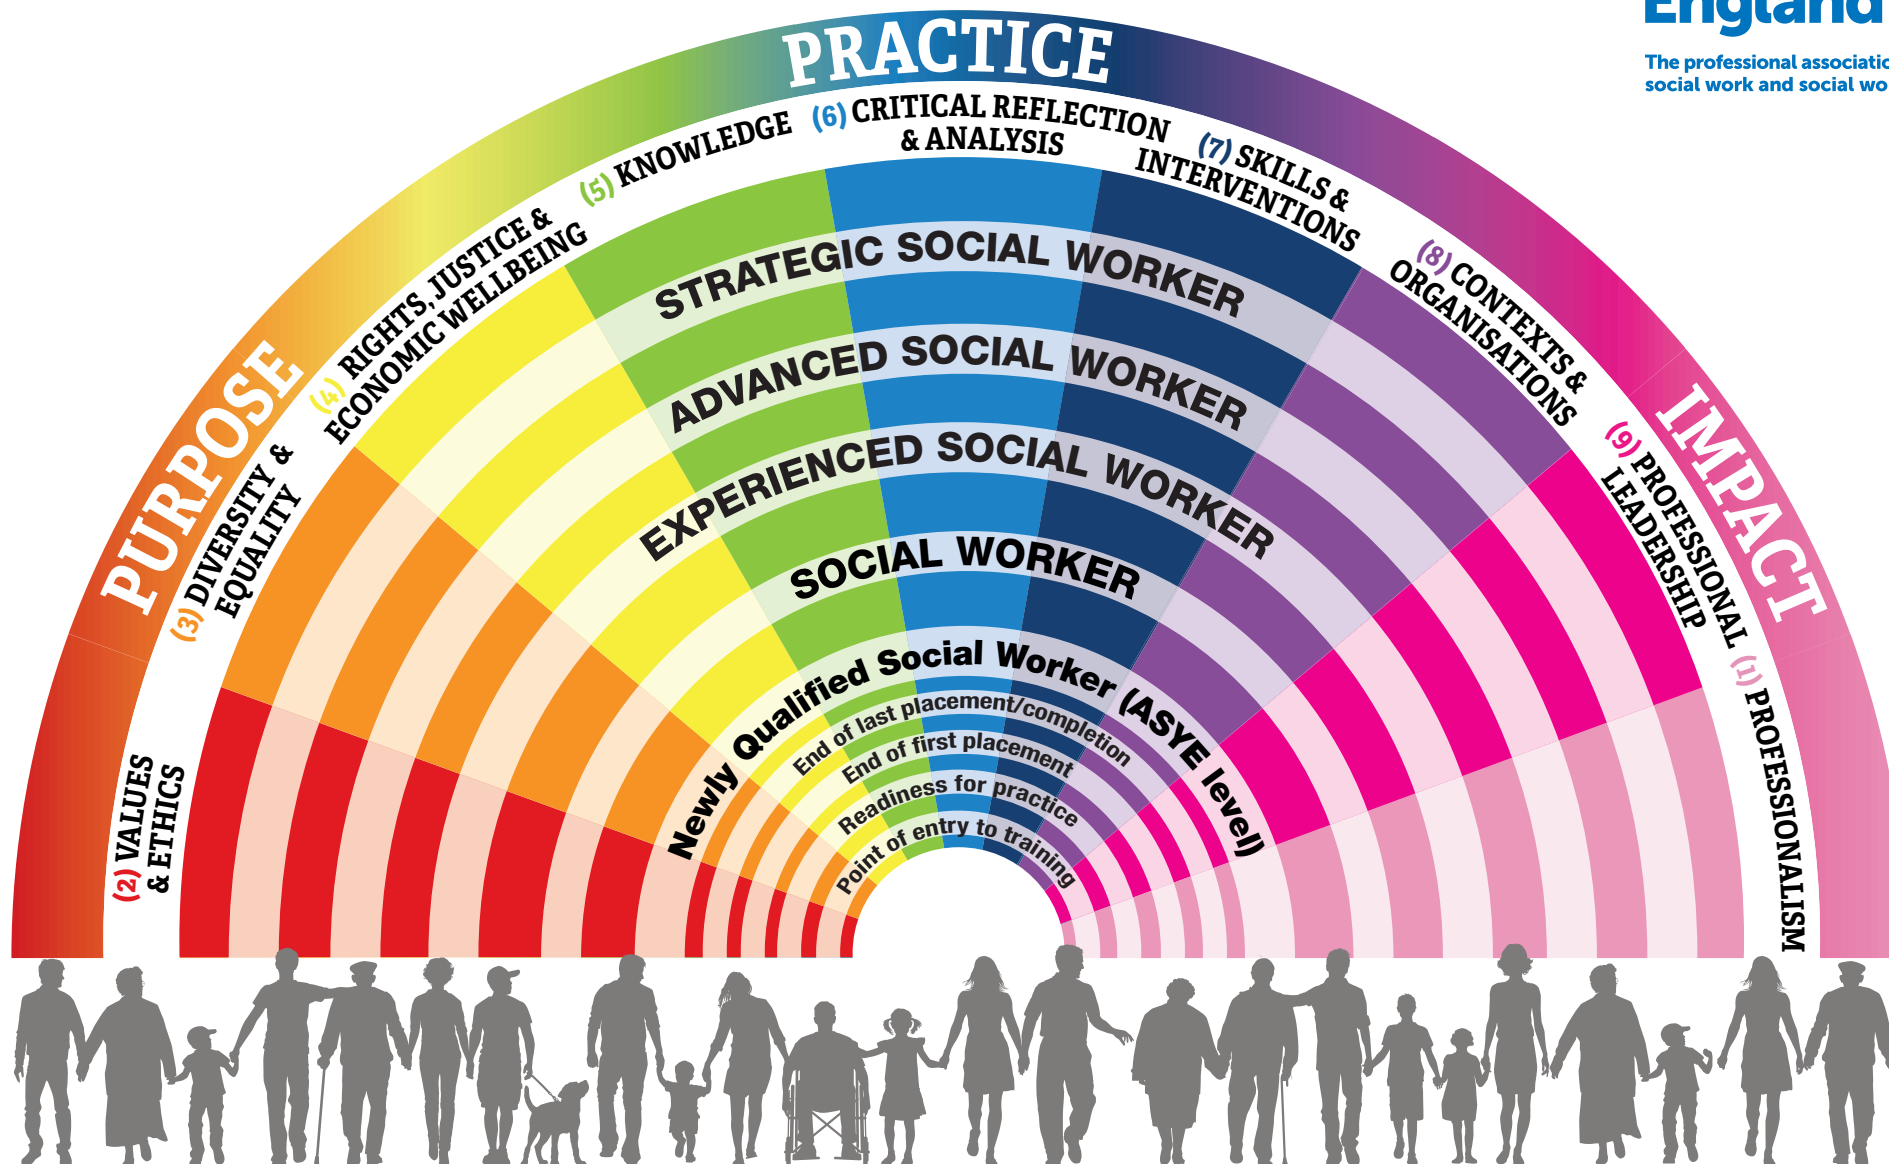 England
The professional
social work and social
PRACTICE
PURPOSE
IMPACT
(2) VALUES
& ETHICS
(3) DIVERSITY &
EQUALITY
(4) RIGHTS, JUSTICE &
ECONOMIC WELLBEING
(5) KNOWLEDGE
(6) CRITICAL REFLECTION
& ANALYSIS
(7) SKILLS &
INTERVENTIONS
(8) CONTEXTS &
ORGANISATIONS
(9) PROFESSIONAL
LEADERSHIP
(1) PROFESSIONALISM
STRATEGIC SOCIAL WORKER
ADVANCED SOCIAL WORKER
EXPERIENCED SOCIAL WORKER
SOCIAL WORKER
Newly Qualified Social Worker (ASYE level)
End of last placement/completion
End of first placement
Readiness for practice
Point of entry to training